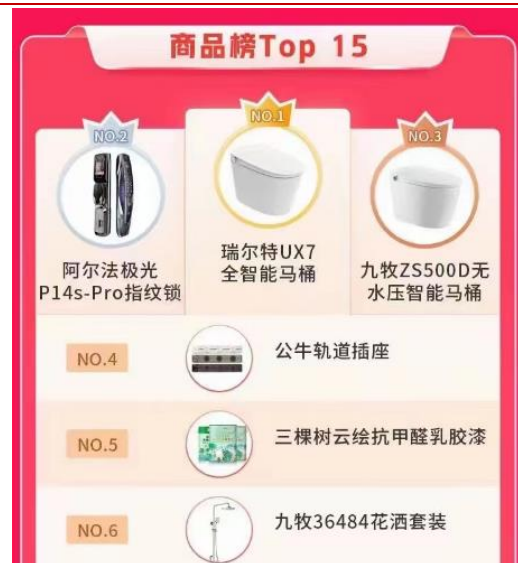 商品榜Top 15
NO.2
阿尔法极光
P14s-Pro指纹锁
NO.1
瑞尔特UX7
全智能马桶
NO.3
九牧ZS500D无
水压智能马桶
NO.4
公牛轨道插座
NO.5
三棵树云绘抗甲醛乳胶漆
NO.6
九牧36484花洒套装